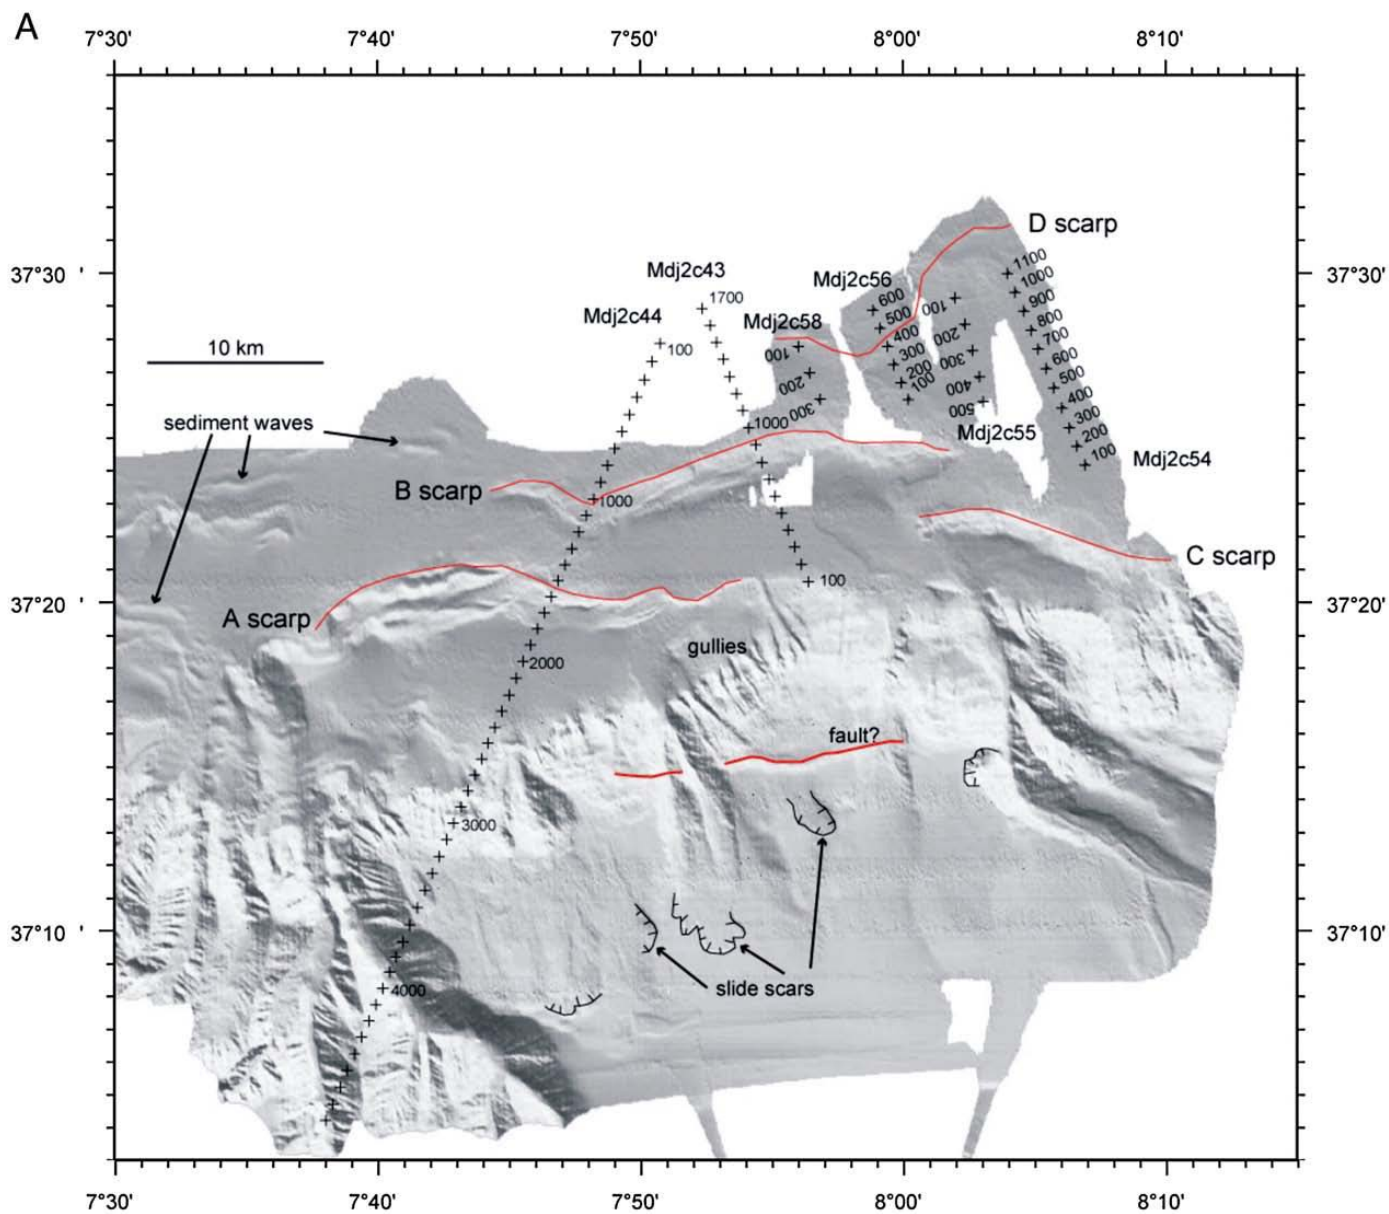 A
7°30' 7°40' 7°50' 8°00' 8°10'
D scarp
37°30 ' 37°30'
Mdj2c43
Mdj2c44
Mdj2c58
Mdj2c56
1700
100
10 km
sediment waves
600
500
400
300
200
100
100
200
300
400
500
1100
1000
900
800
700
600
500
400
300
200
100
100
200
300
1000
Mdj2c55
Mdj2c54
B scarp
1000
C scarp
100
37°20 ' 37°20'
A scarp
gullies
2000
fault?
3000
37°10 ' 37°10'
4000
slide scars
7°30' 7°40' 7°50' 8°00' 8°10'